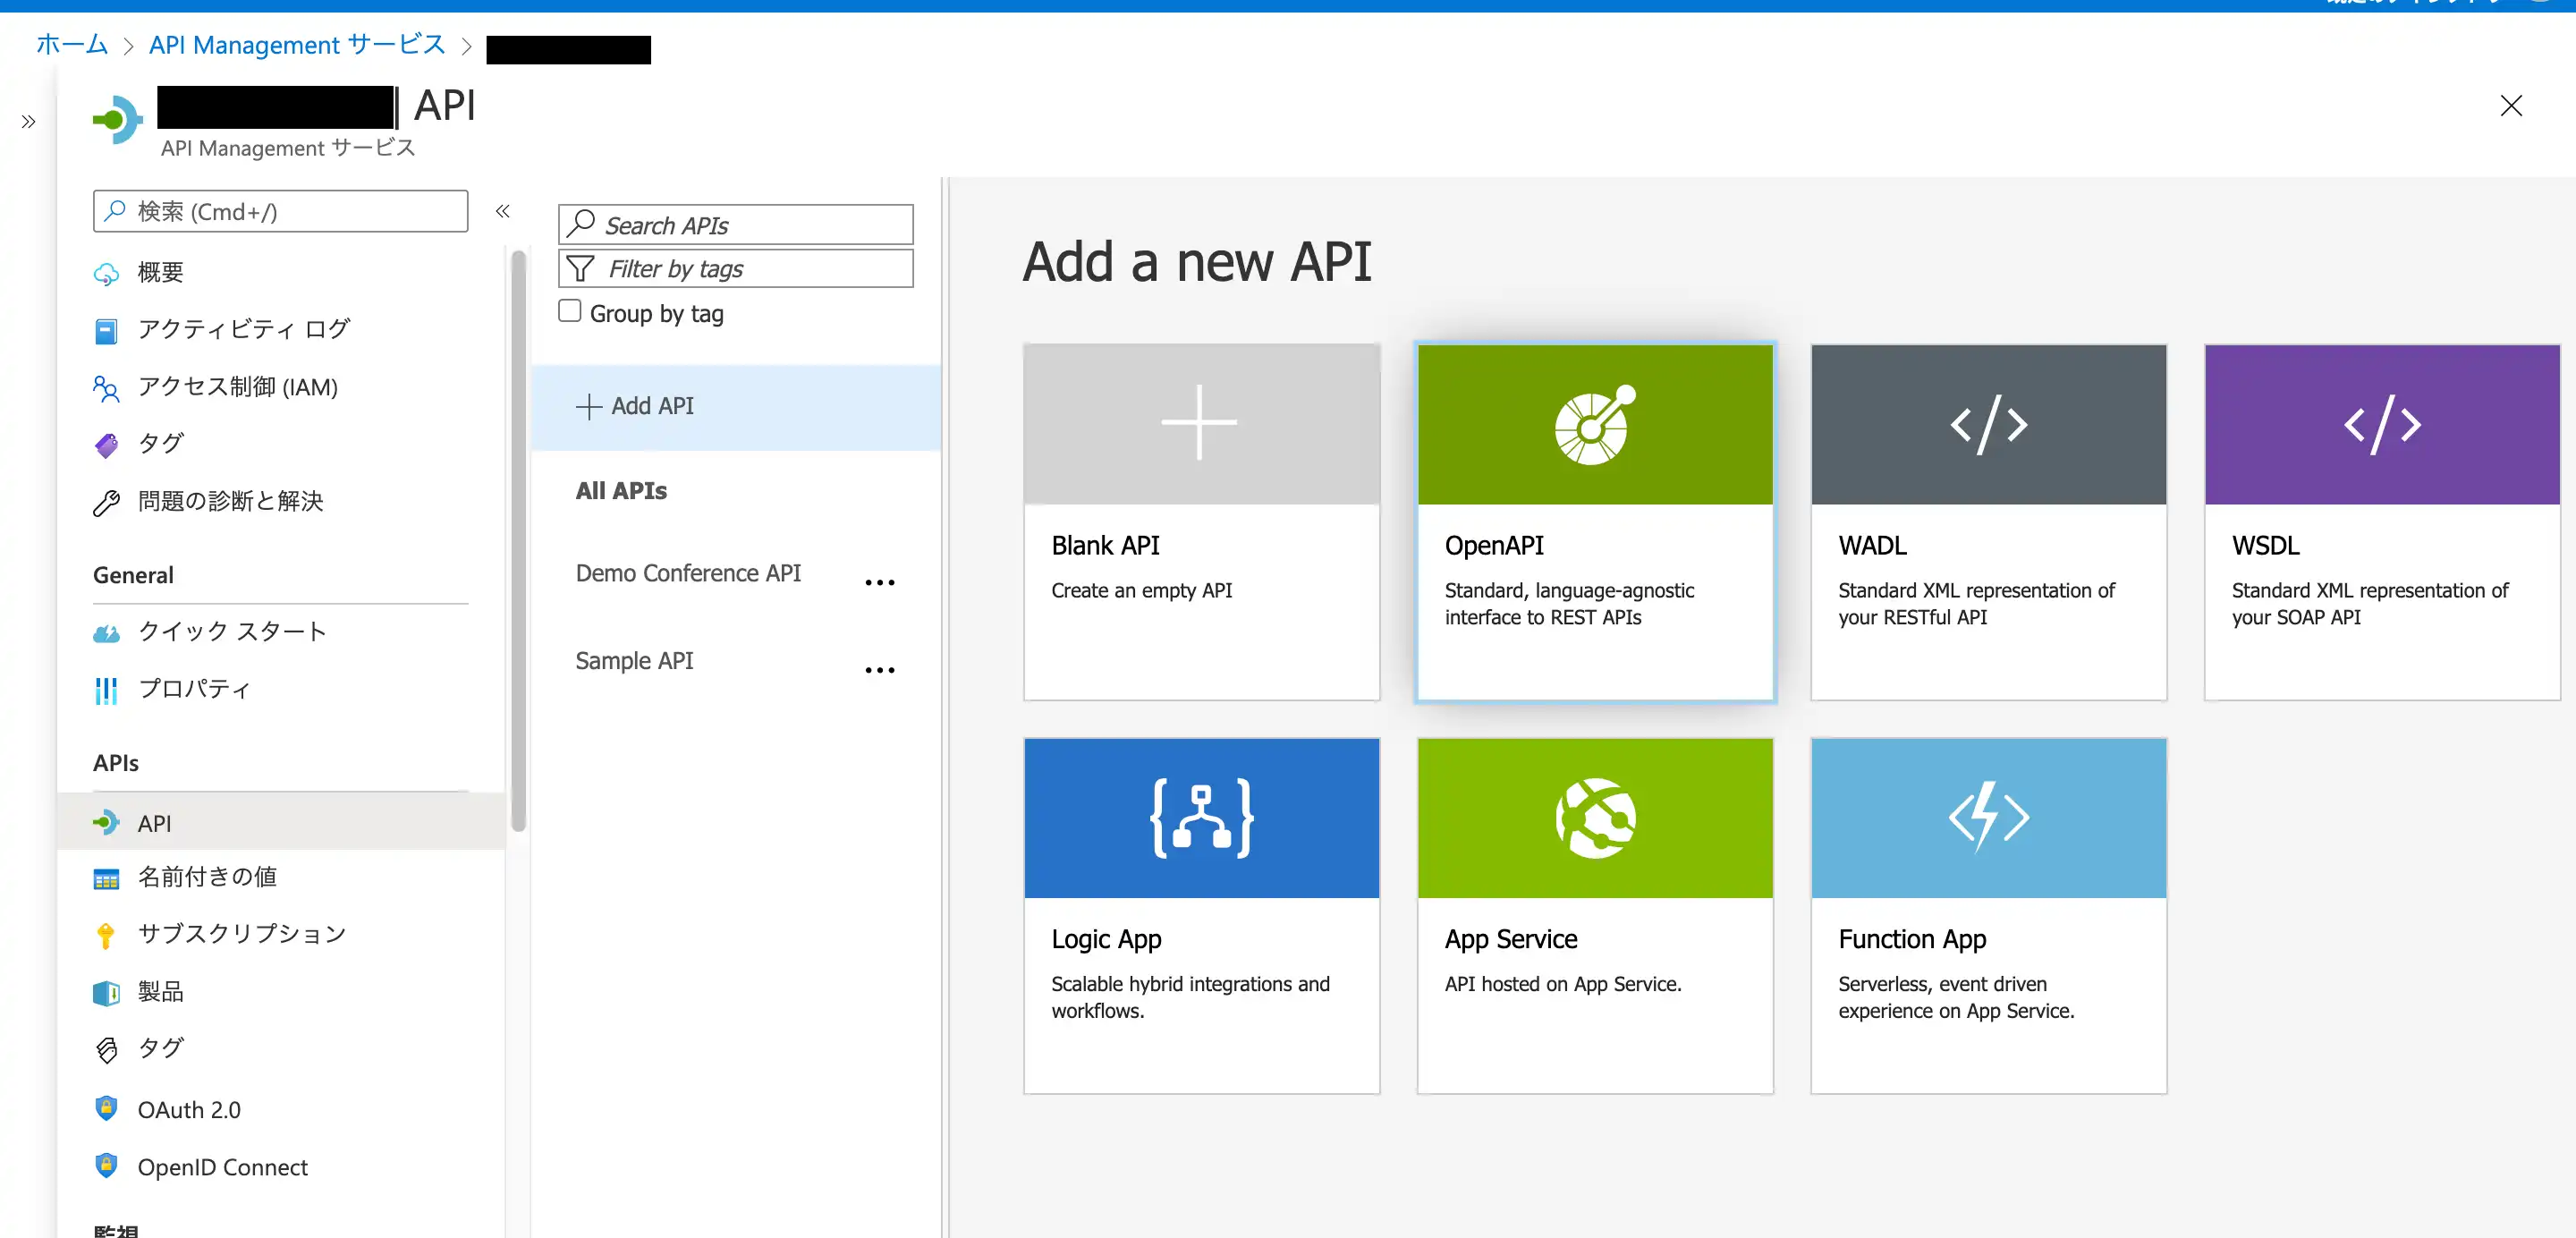 ホーム > API Management サービス >
| API
API Management サービス
検索 (Cmd+/)
概要
アクティビティ ログ
アクセス制御 (IAM)
タグ
問題の診断と解決
General
クイック スタート
プロパティ
APIs
API
名前付きの値
サブスクリプション
製品
タグ
OAuth 2.0
OpenID Connect
監視
Search APIs
Filter by tags
Group by tag
Add API
All APIs
Demo Conference API
Sample API
Add a new API
Blank API
Create an empty API
OpenAPI
Standard, language-agnostic
interface to REST APIs
WADL
Standard XML representation of
your RESTful API
WSDL
Standard XML representation of
your SOAP API
Logic App
Scalable hybrid integrations and
workflows.
App Service
API hosted on App Service.
Function App
Serverless, event driven
experience on App Service.